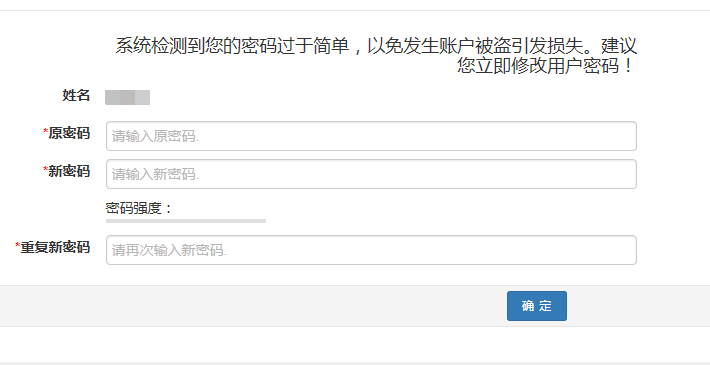 系统检测到您的密码过于简单，以免发生账户被盗引发损失。建议
您立即修改用户密码！
姓名
*原密码 请输入原密码.
*新密码 请输入新密码.
密码强度：
*重复新密码 请再次输入新密码.
确 定